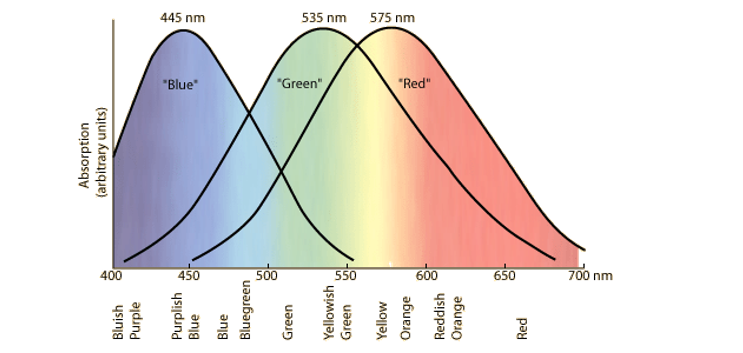 445 nm 535 nm 575 nm
"Blue" "Green" "Red"
Absorption
(arbitrary units)
400 450 500 550 600 650 700 nm
Bluish
Purple
Purplish
Blue
Blue
Bluegreen
Green
Yellowish
Green
Yellow
Orange
Reddish
Orange
Red